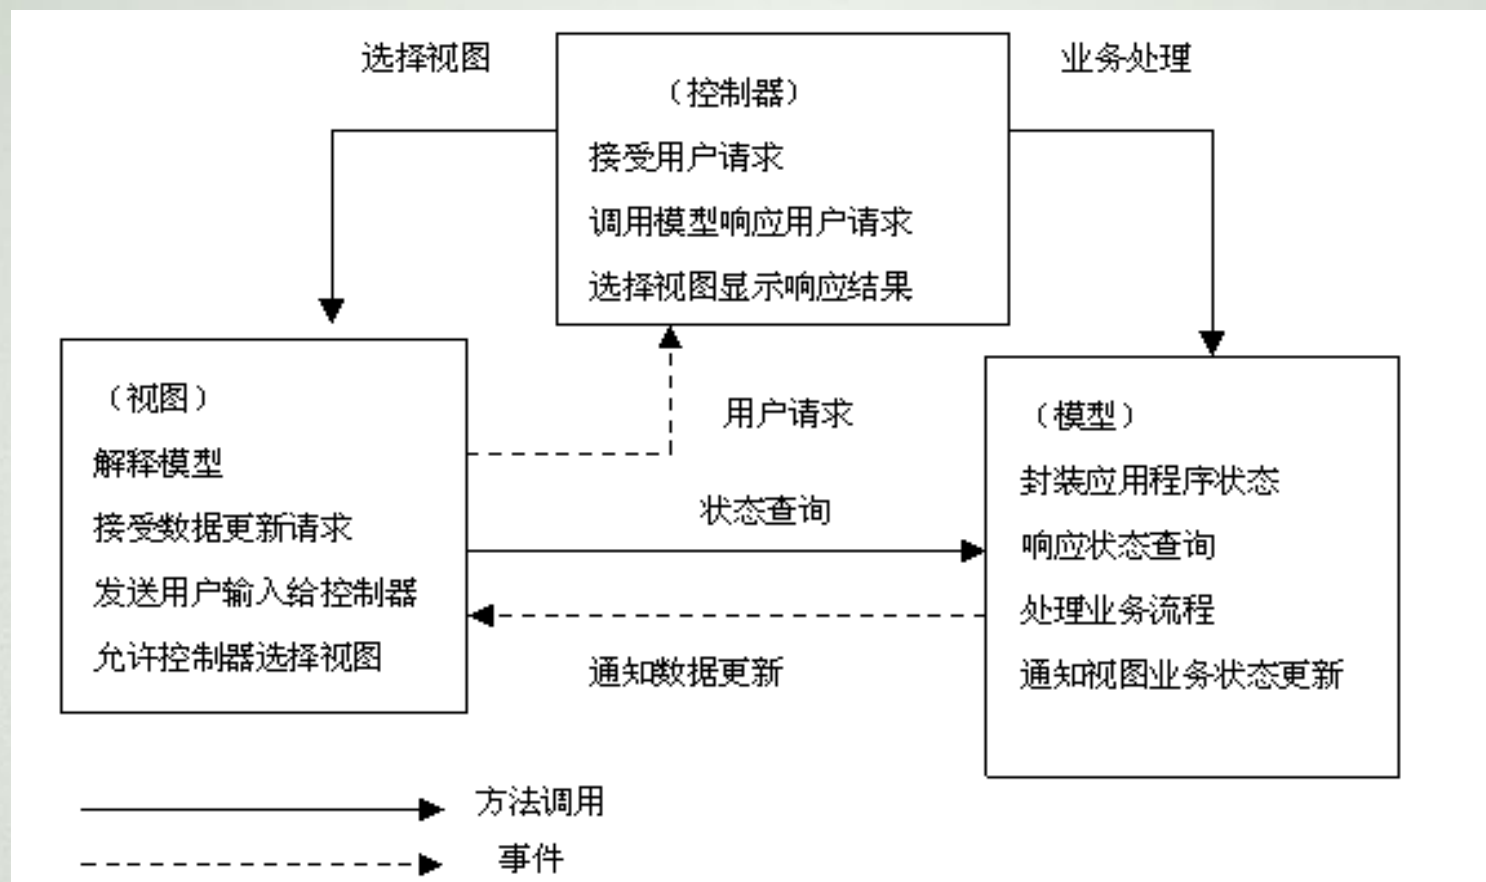 选择视图
业务处理
（控制器）
接受用户请求
调用模型响应用户请求
选择视图显示响应结果
（视图）
解释模型
接受数据更新请求
发送用户输入给控制器
允许控制器选择视图
用户请求
状态查询
通知数据更新
（模型）
封装应用程序状态
响应状态查询
处理业务流程
通知视图业务状态更新
方法调用
事件